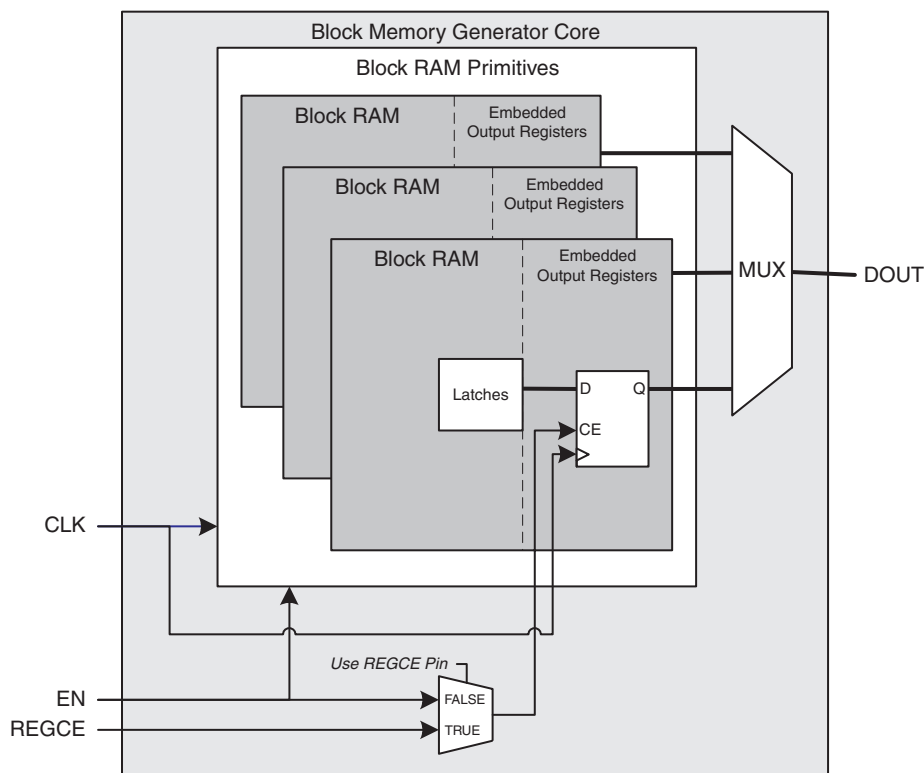 Block Memory Generator Core
Block RAM Primitives
Block RAM
Embedded
Output Registers
Block RAM
Embedded
Output Registers
Block RAM
Embedded
Output Registers
MUX
DOUT
Latches
D
Q
CE
CLK
Use REGCE Pin
EN
FALSE
REGCE
TRUE